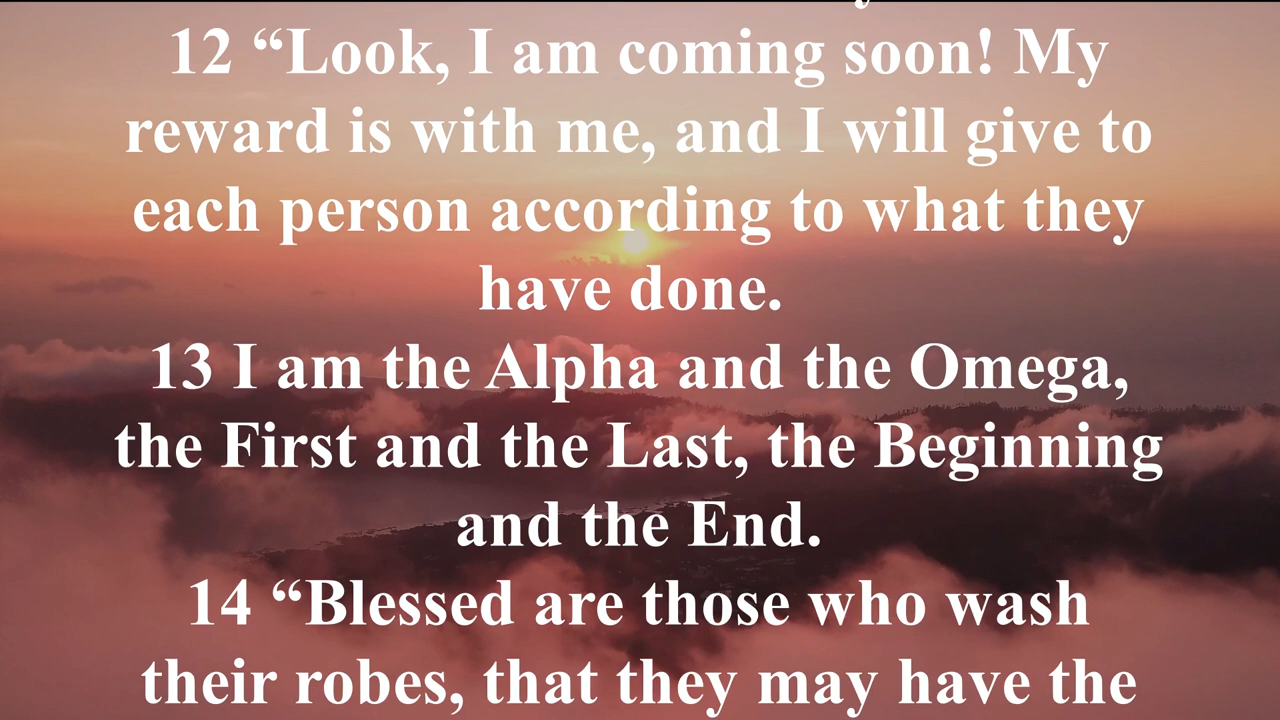 12 “Look, I am coming soon! My
reward is with me, and I will give to
each person according to what they
have done.
13 I am the Alpha and the Omega,
the First and the Last, the Beginning
and the End.
14 “Blessed are those who wash
their robes, that they may have the